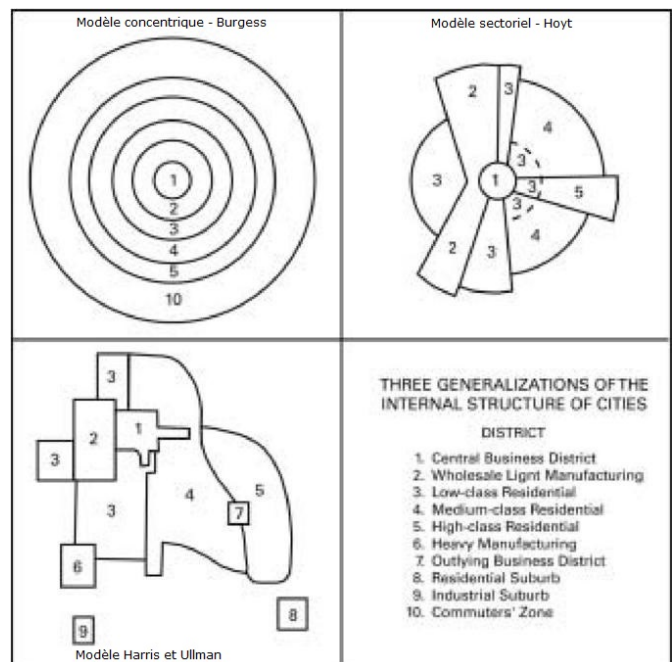 Modèle concentrique - Burgess
1
2
3
4
5
10
Modèle sectoriel - Hoyt
2
3
4
3
3
1
3
5
3
2
3
4
3
1
2
3
3
4
5
7
6
8
9
Modèle Harris et Ullman
THREE GENERALIZATIONS OF THE
INTERNAL STRUCTURE OF CITIES
DISTRICT
1. Central Business District
2. Wholesale Lignt Manufacturing
3. Low-class Residential
4. Medium-class Residential
5. High-class Residential
6. Heavy Manufacturing
7. Outlying Business District
8. Residential Suburb
9. Industrial Suburb
10. Commuters' Zone